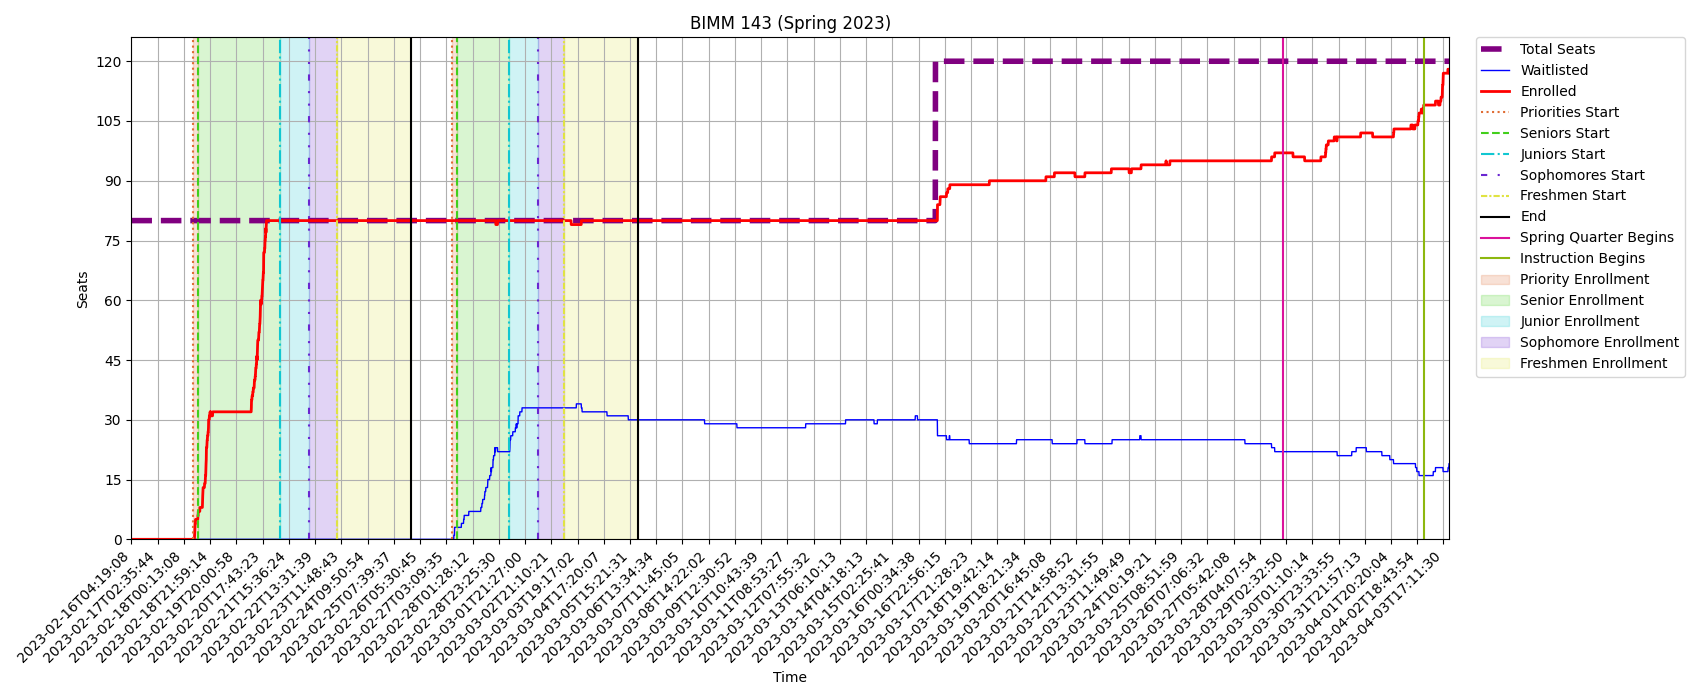 BIMM 143 (Spring 2023)
Seats
120
105
90
75
60
45
30
15
0
2023-02-16T04:19:08
2023-02-17T02:35:44
2023-02-18T00:13:08
2023-02-18T21:59:14
2023-02-19T20:00:58
2023-02-20T17:43:23
2023-02-21T15:36:24
2023-02-22T13:31:39
2023-02-23T11:48:43
2023-02-24T09:50:54
2023-02-25T07:39:37
2023-02-26T05:30:45
2023-02-27T03:09:35
2023-02-28T01:28:12
2023-02-28T23:25:30
2023-03-01T21:27:00
2023-03-02T21:10:21
2023-03-03T19:17:02
2023-03-04T17:20:07
2023-03-05T15:21:31
2023-03-06T13:34:34
2023-03-07T11:45:05
2023-03-08T14:22:02
2023-03-09T12:30:52
2023-03-10T10:43:39
2023-03-11T08:53:27
2023-03-12T07:55:32
2023-03-13T06:10:13
2023-03-14T04:18:13
2023-03-15T02:25:41
2023-03-16T00:34:38
2023-03-16T22:56:15
2023-03-17T21:28:23
2023-03-18T19:42:14
2023-03-19T18:21:34
2023-03-20T16:45:08
2023-03-21T14:58:52
2023-03-22T13:31:55
2023-03-23T11:49:49
2023-03-24T10:19:21
2023-03-25T08:51:59
2023-03-26T07:06:32
2023-03-27T05:42:08
2023-03-28T04:07:54
2023-03-29T02:32:50
2023-03-30T01:10:14
2023-03-30T23:33:55
2023-03-31T21:57:13
2023-04-01T20:20:04
2023-04-02T18:43:54
2023-04-03T17:11:30
Time
Total Seats
Waitlisted
Enrolled
Priorities Start
Seniors Start
Juniors Start
Sophomores Start
Freshmen Start
End
Spring Quarter Begins
Instruction Begins
Priority Enrollment
Senior Enrollment
Junior Enrollment
Sophomore Enrollment
Freshmen Enrollment